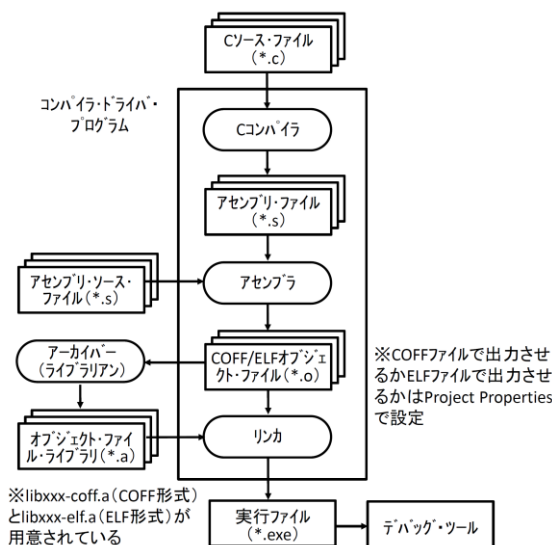 Cソース・ファイル
(*.c)
コンパイラ・ドライバ・
プログラム
Cコンパイラ
アセンブリ・ファイル
(*.s)
アセンブリ・ソース・
ファイル(*.s)
アセンブラ
アーカイバー
(ライブラリアン)
COFF/ELFオブジェ
クト・ファイル(*.o)
※COFFファイルで出力させ
るかELFファイルで出力させ
るかはProject Properties
で設定
オブジェクト・ファイ
ル・ライブラリ(*.a)
リンカ
※libxxx-coff.a(COFF形式)
とlibxxx-elf.a(ELF形式)が
用意されている
実行ファイル
(*.exe)
デバッグ・ツール